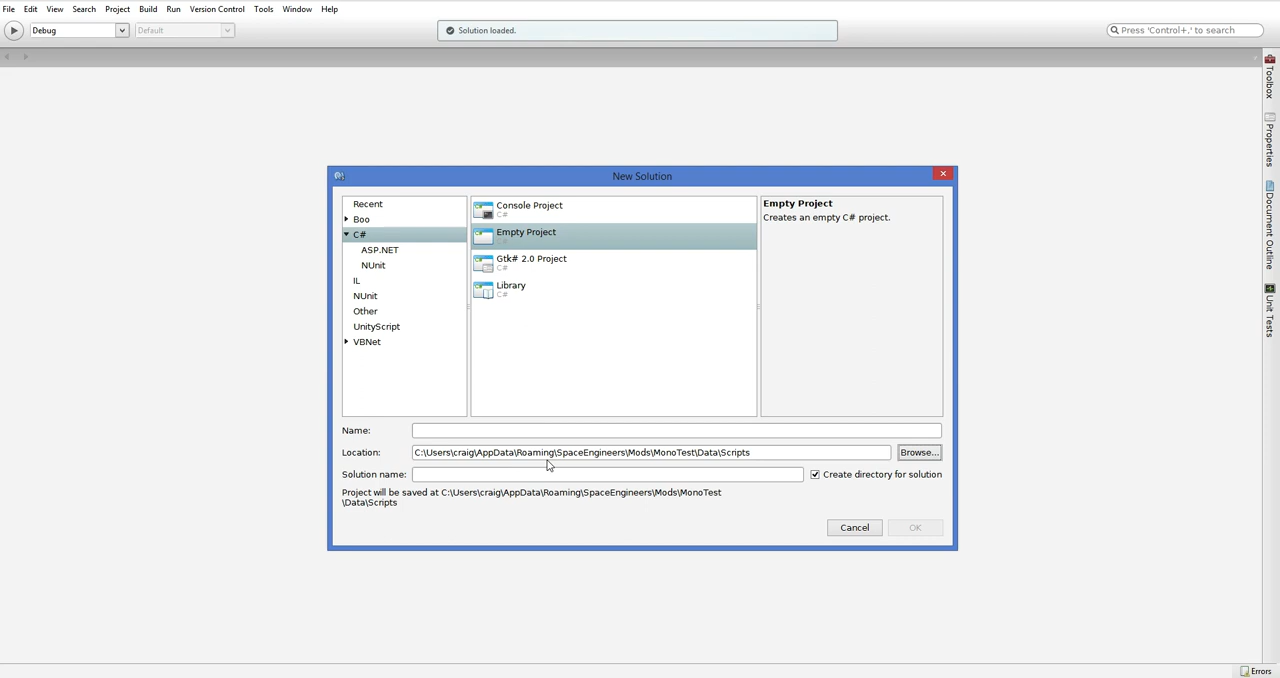 File Edit View Search Project Build Run Version Control Tools Window Help
Debug Default Solution loaded. Press 'Control+,' to search
New Solution
Recent
Boo
C#
ASP.NET
NUnit
IL
NUnit
Other
UnityScript
VBNet
Console Project
C#
Empty Project
C#
Gtk# 2.0 Project
C#
Library
C#
Empty Project
Creates an empty C# project.
Name:
Location: C:\Users\craig\AppData\Roaming\SpaceEngineers\Mods\MonoTest\Data\Scripts Browse...
Solution name: Create directory for solution
Project will be saved at C:\Users\craig\AppData\Roaming\SpaceEngineers\Mods\MonoTest
\Data\Scripts
Cancel OK
Toolbox
Properties
Document Outline
Unit Tests
Errors